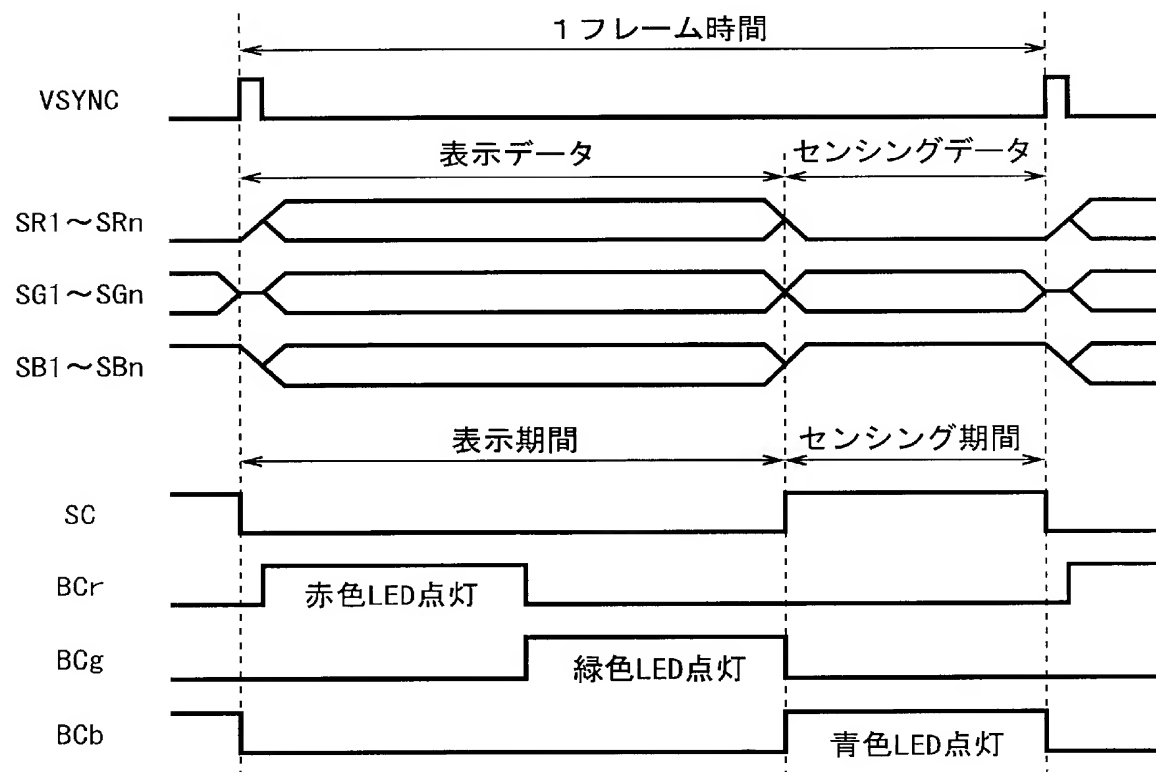 1フレーム時間
VSYNC
表示データ
センシングデータ
SR1～SRn
SG1～SGn
SB1～SBn
表示期間
センシング期間
SC
BCr
赤色LED点灯
BCg
緑色LED点灯
BCb
青色LED点灯